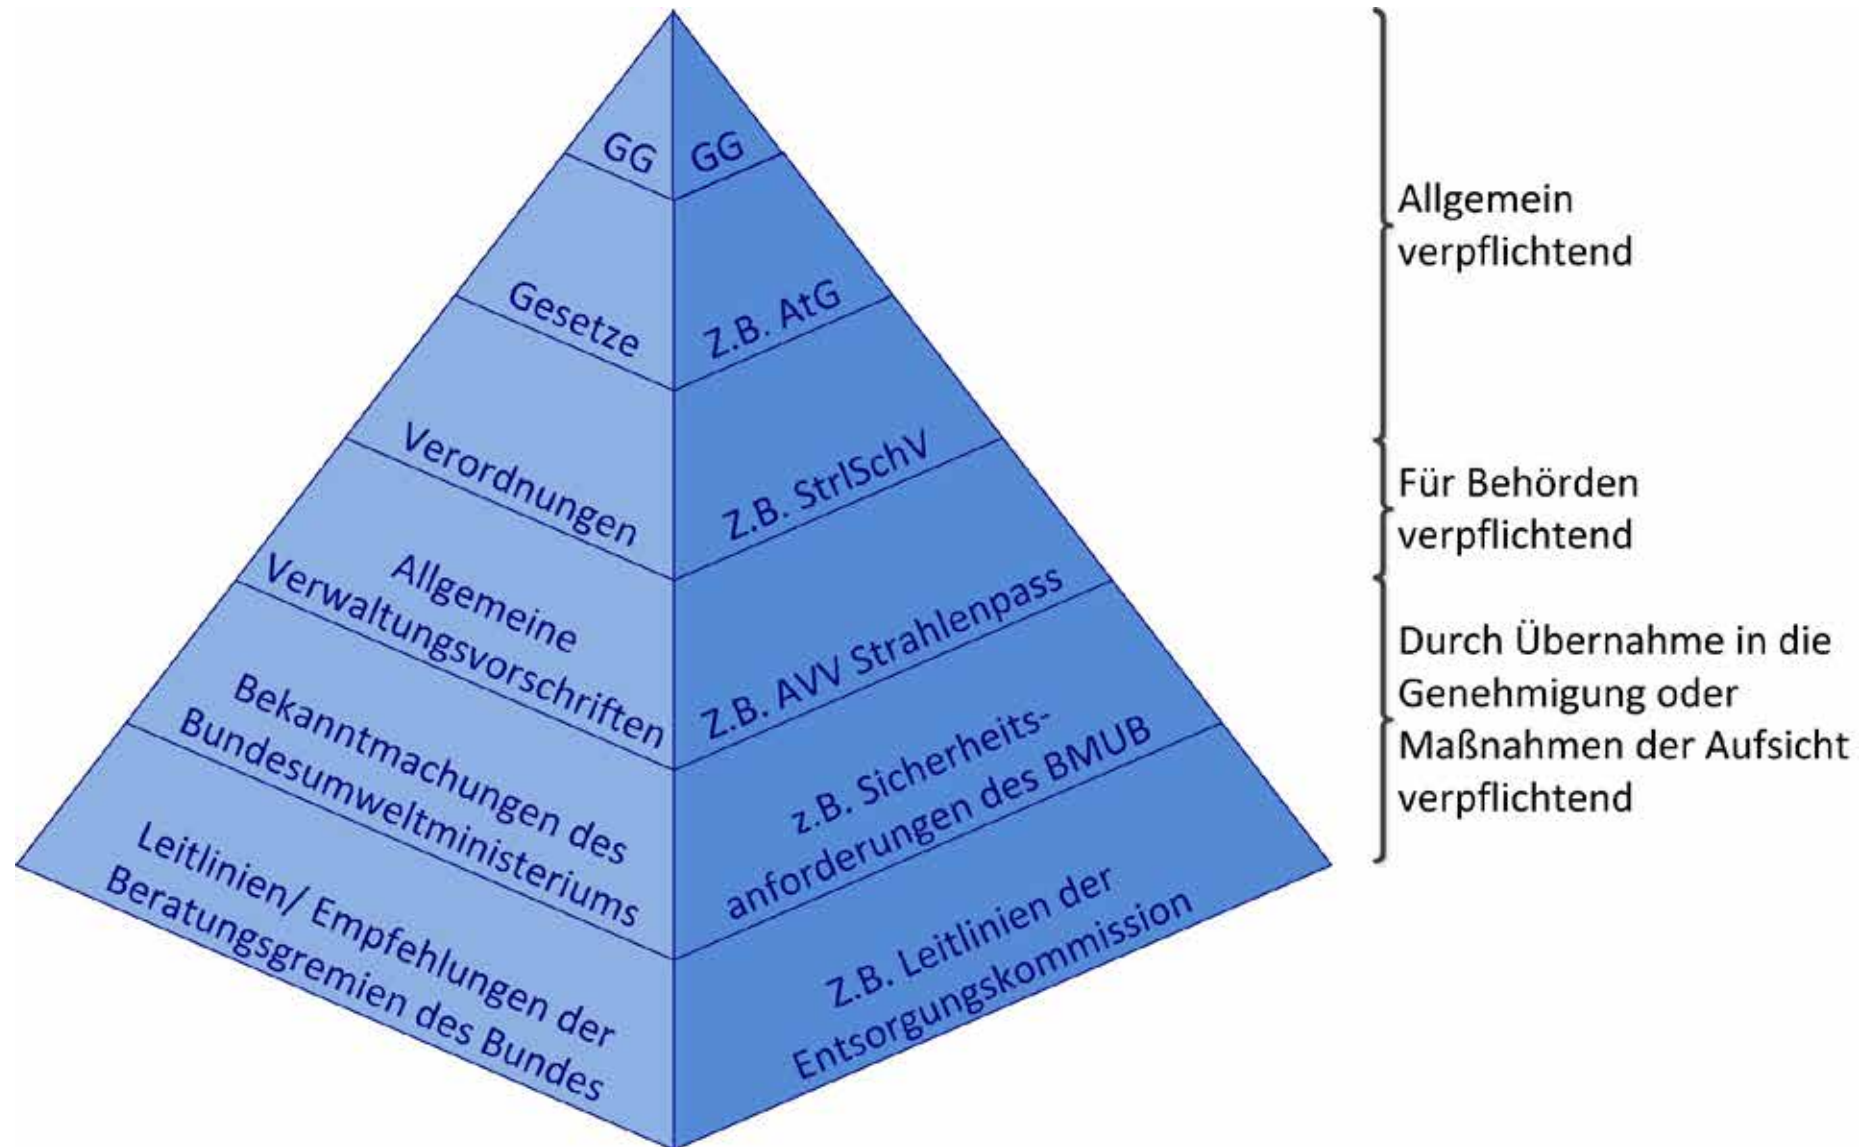 GG
GG
Gesetze
Z.B. AtG
Verordnungen
Z.B. StrlSchV
Allgemeine
Verwaltungsvorschriften
Z.B. AVV Strahlenpass
Bekanntmachungen des
Bundesumweltministeriums
z.B. Sicherheits-
anforderungen des BMUB
Leitlinien/ Empfehlungen der
Beratungsgremien des Bundes
Z.B. Leitlinien der
Entsorgungskommission
Allgemein
verpflichtend
Für Behörden
verpflichtend
Durch Übernahme in die
Genehmigung oder
Maßnahmen der Aufsicht
verpflichtend